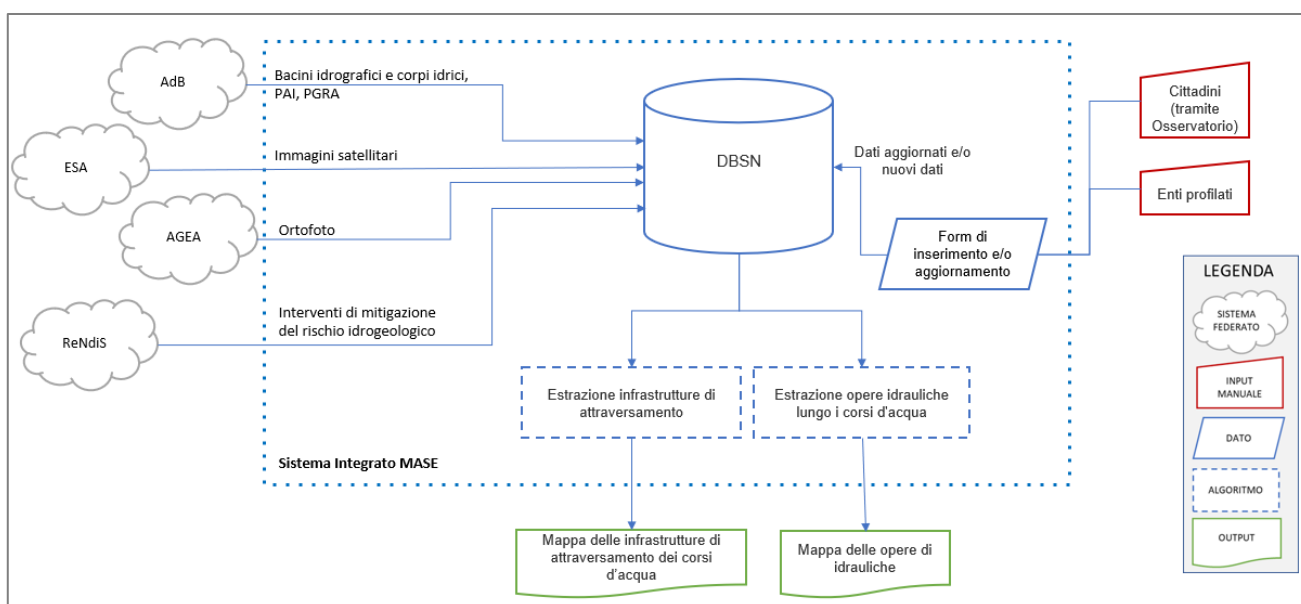 AdB
Bacini idrografici e corpi idrici,
PAI, PGRA
ESA
Immagini satellitari
AGEA
Ortofoto
ReNdiS
Interventi di mitigazione
del rischio idrogeologico
DBSN
Dati aggiornati e/o
nuovi dati
Form di
inserimento e/o
aggiornamento
Cittadini
(tramite
Osservatorio)
Enti profilati
Estrazione infrastrutture di
attraversamento
Estrazione opere idrauliche
lungo i corsi d'acqua
Sistema Integrato MASE
Mappa delle infrastrutture di
attraversamento dei corsi
d'acqua
Mappa delle opere di
idrauliche
LEGENDA
SISTEMA
FEDERATO
INPUT
MANUALE
DATO
ALGORITMO
OUTPUT